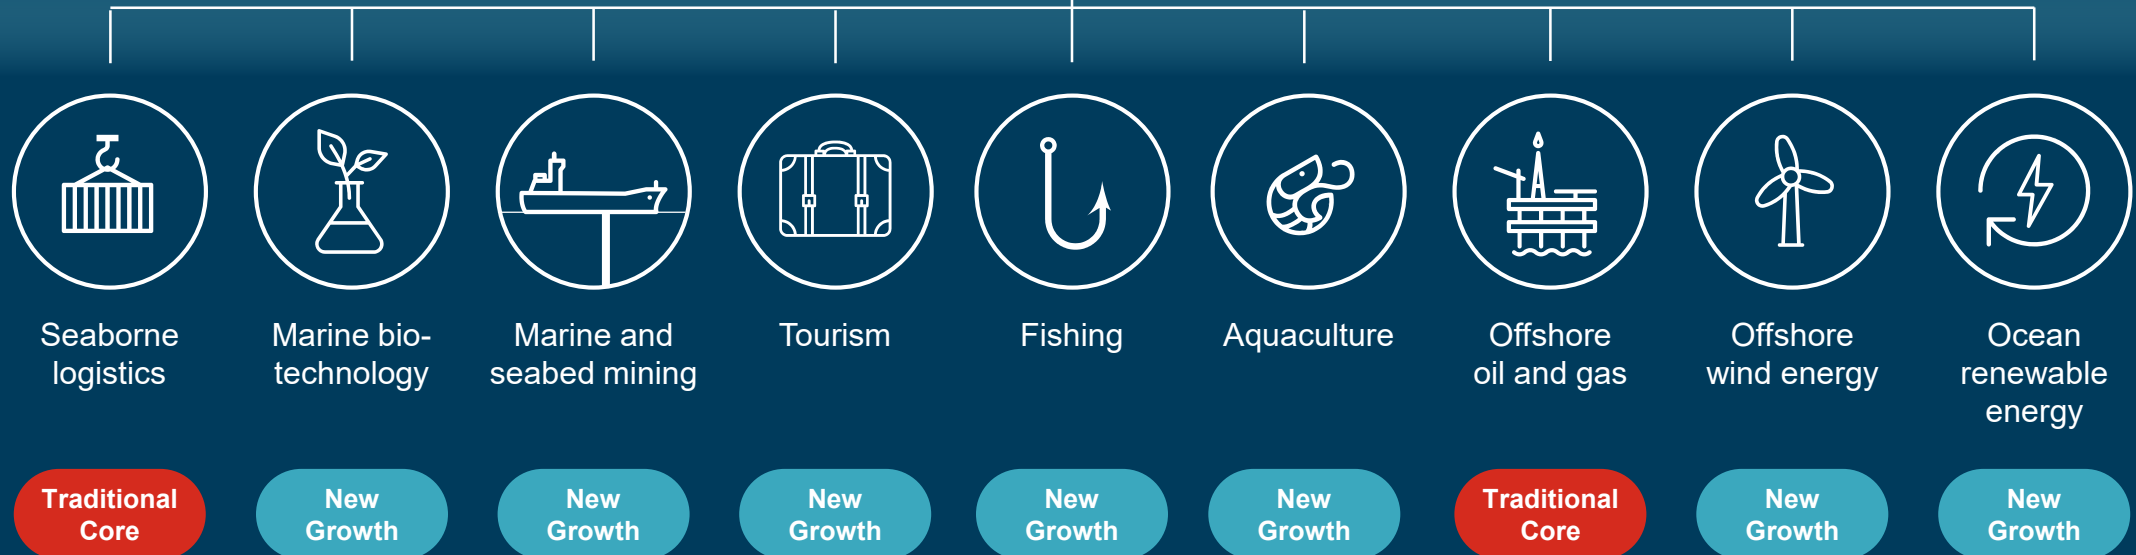 Seaborne
logistics
Marine bio-
technology
Marine and
seabed mining
Tourism
Fishing
Aquaculture
Offshore
oil and gas
Offshore
wind energy
Ocean
renewable
energy
Traditional
Core
New
Growth
New
Growth
New
Growth
New
Growth
New
Growth
Traditional
Core
New
Growth
New
Growth